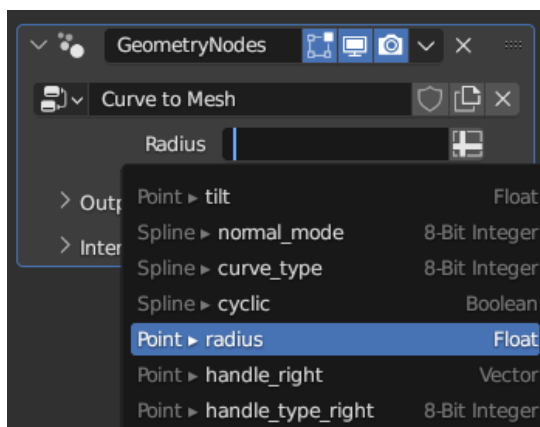 GeometryNodes
Curve to Mesh
Radius
Outp
Point ▸ tilt Float
Spline ▸ normal_mode 8-Bit Integer
Inter
Spline ▸ curve_type 8-Bit Integer
Spline ▸ cyclic Boolean
Point ▸ radius Float
Point ▸ handle_right Vector
Point ▸ handle_type_right 8-Bit Integer